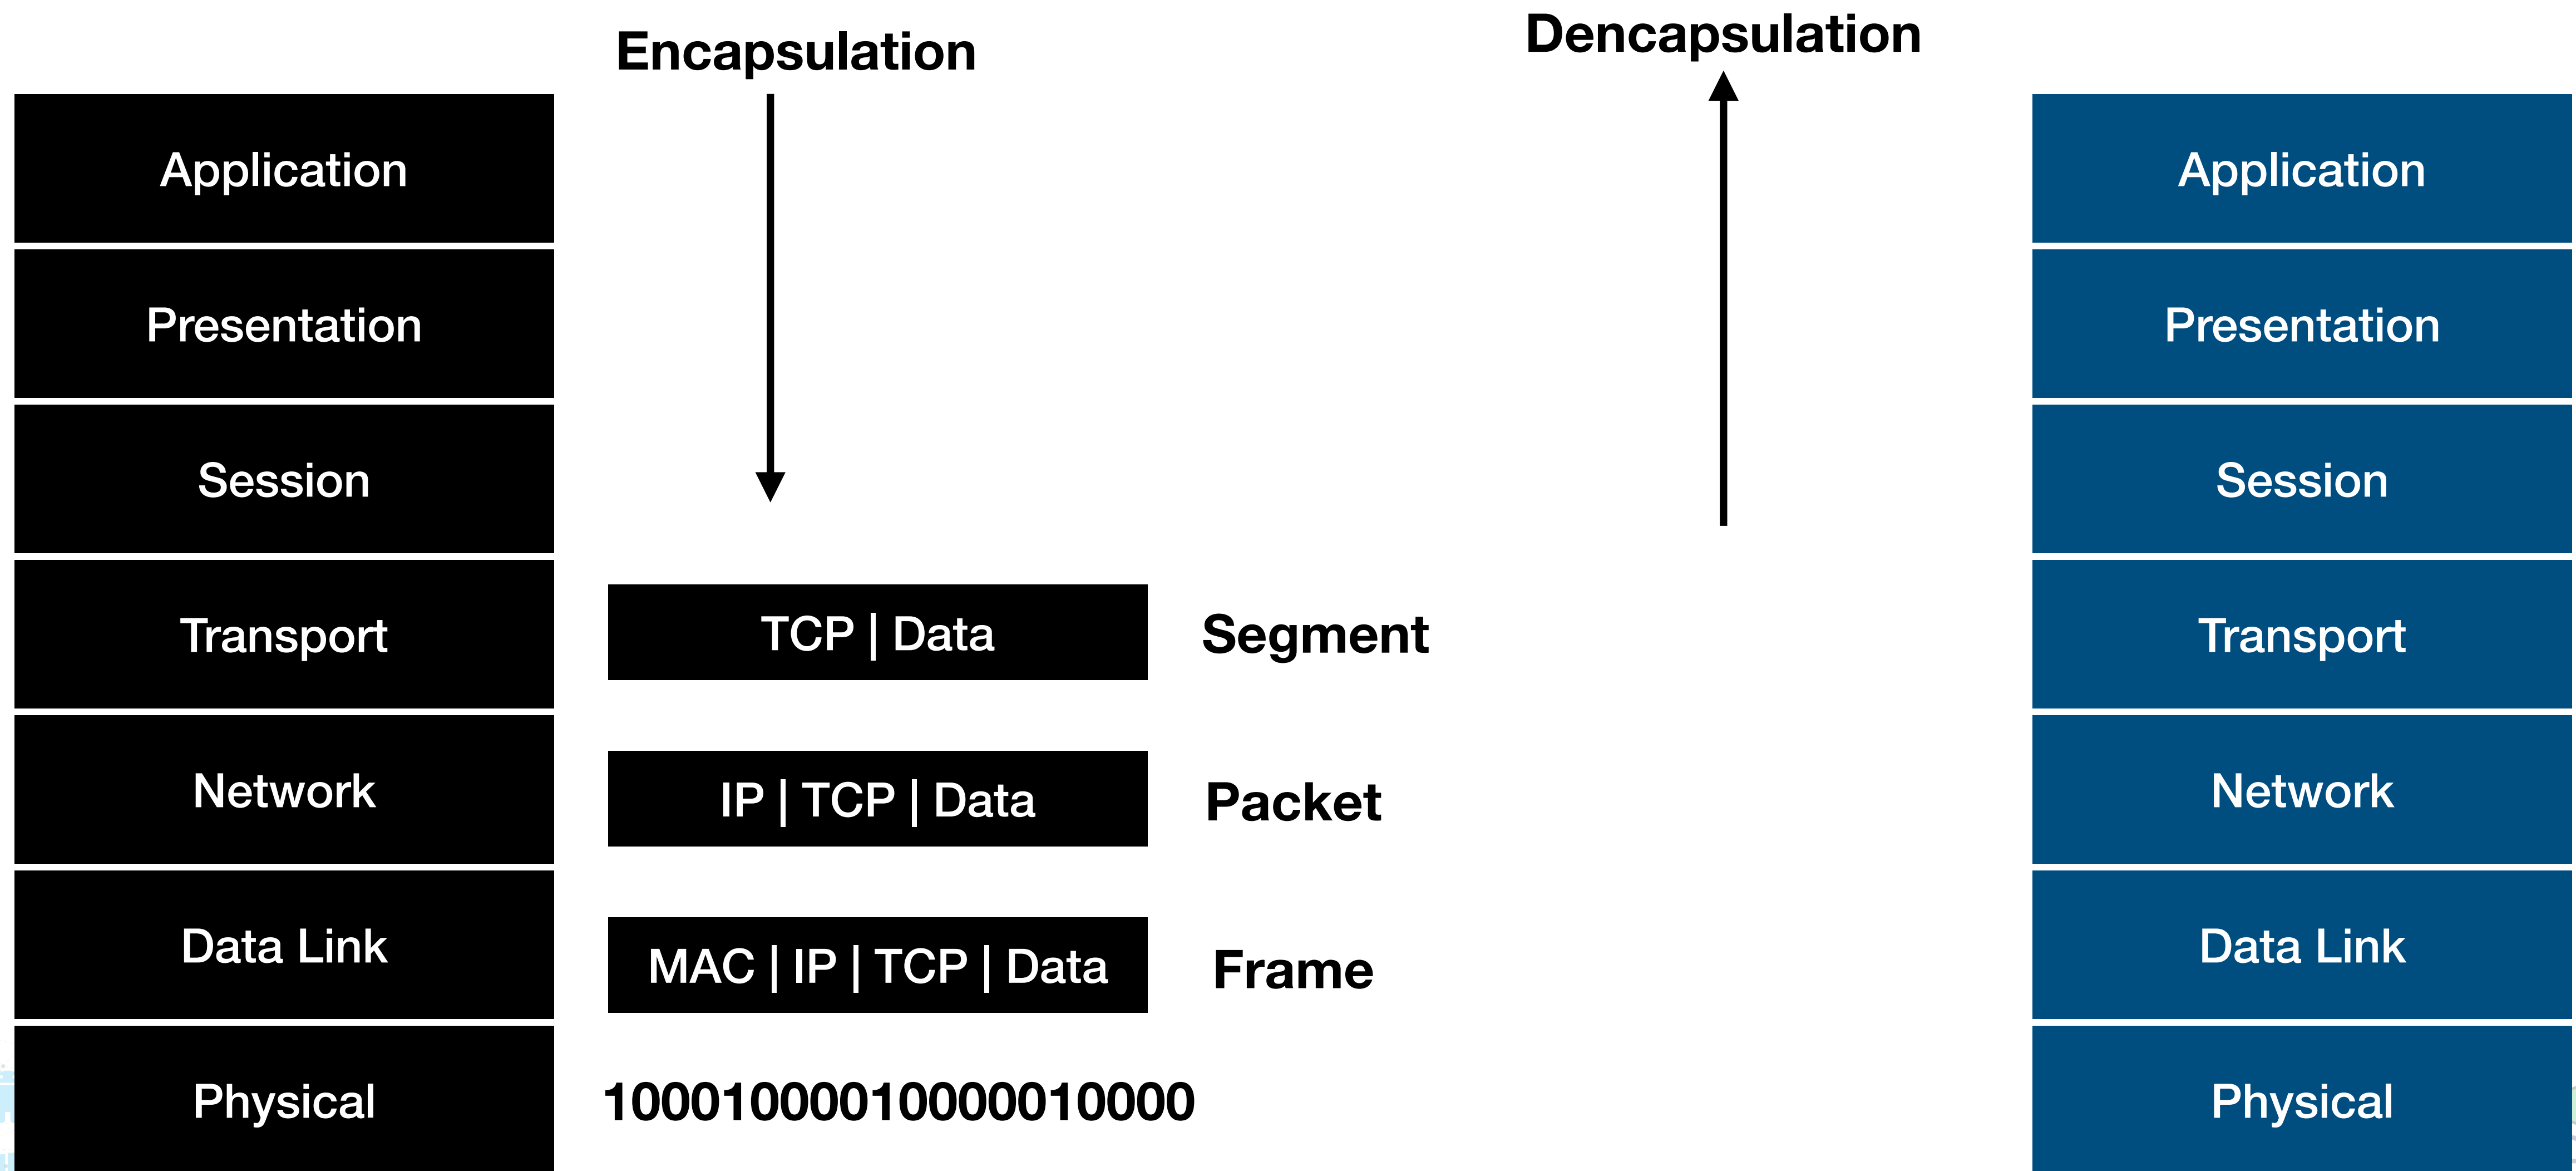 Encapsulation
Dencapsulation
Application
Application
Presentation
Presentation
Session
Session
Transport
TCP | Data
Segment
Transport
Network
IP | TCP | Data
Packet
Network
Data Link
MAC | IP | TCP | Data
Frame
Data Link
Physical
10001000010000010000
Physical